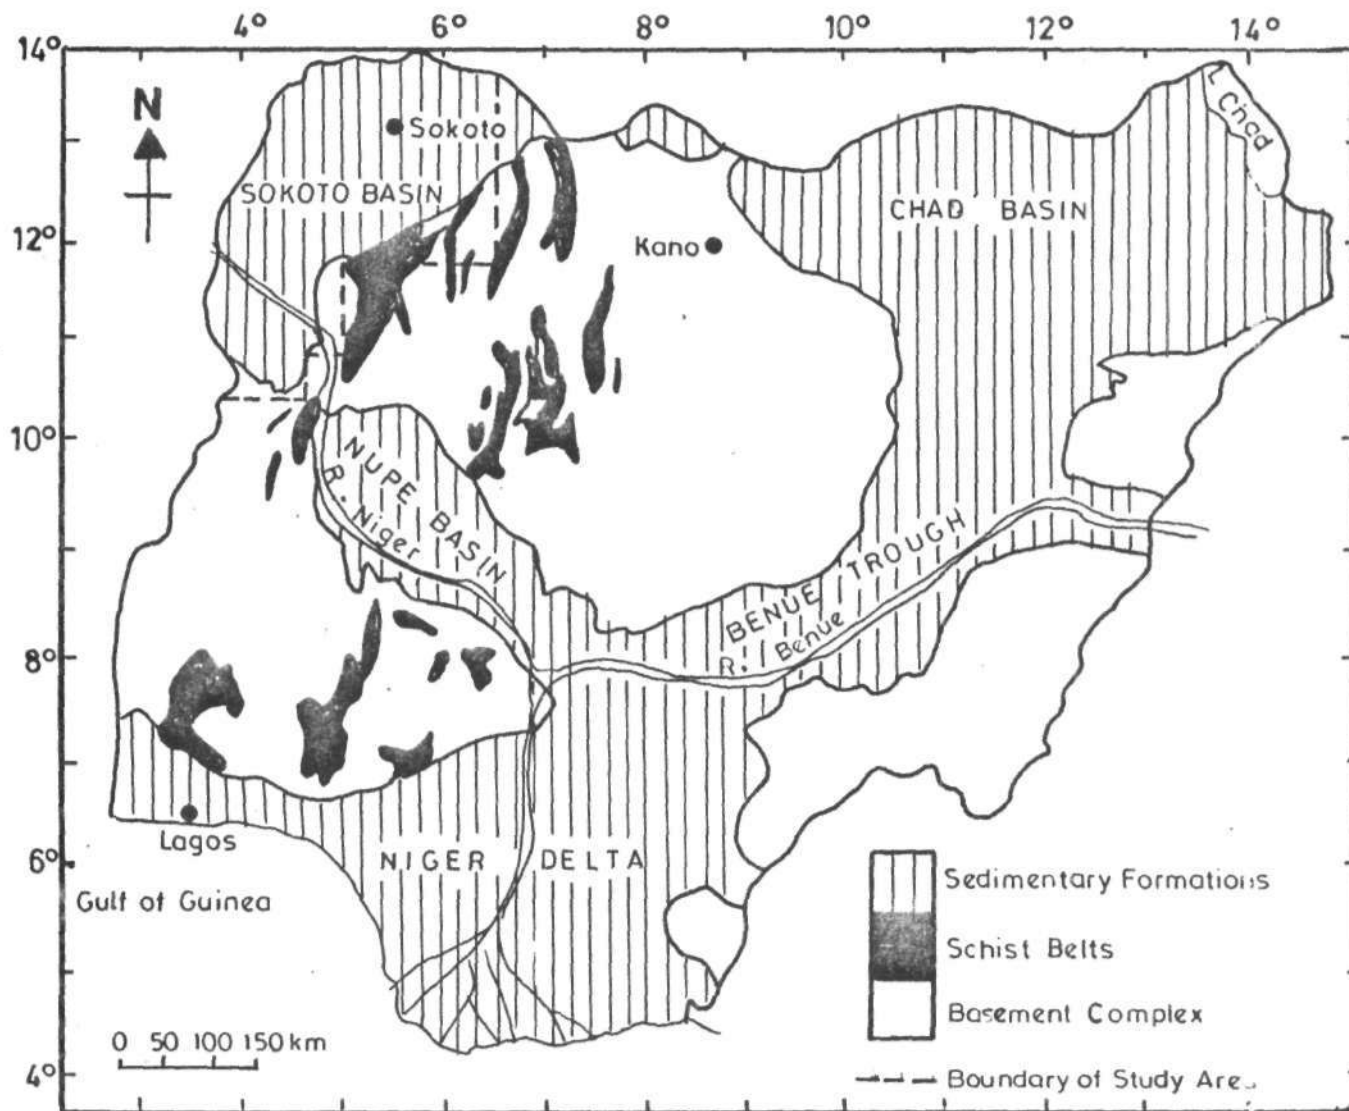 4° 6° 8° 10° 12° 14°
14°
N
Sokoto
L. Chad
SOKOTO BASIN
CHAD BASIN
12°
Kano
10°
NUPE BASIN
R. Niger
BENUE TROUGH
R. Benue
8°
Lagos
6°
NIGER DELTA
Gulf of Guinea
Sedimentary Formations
Schist Belts
Basement Complex
0 50 100 150 km
4°
Boundary of Study Area